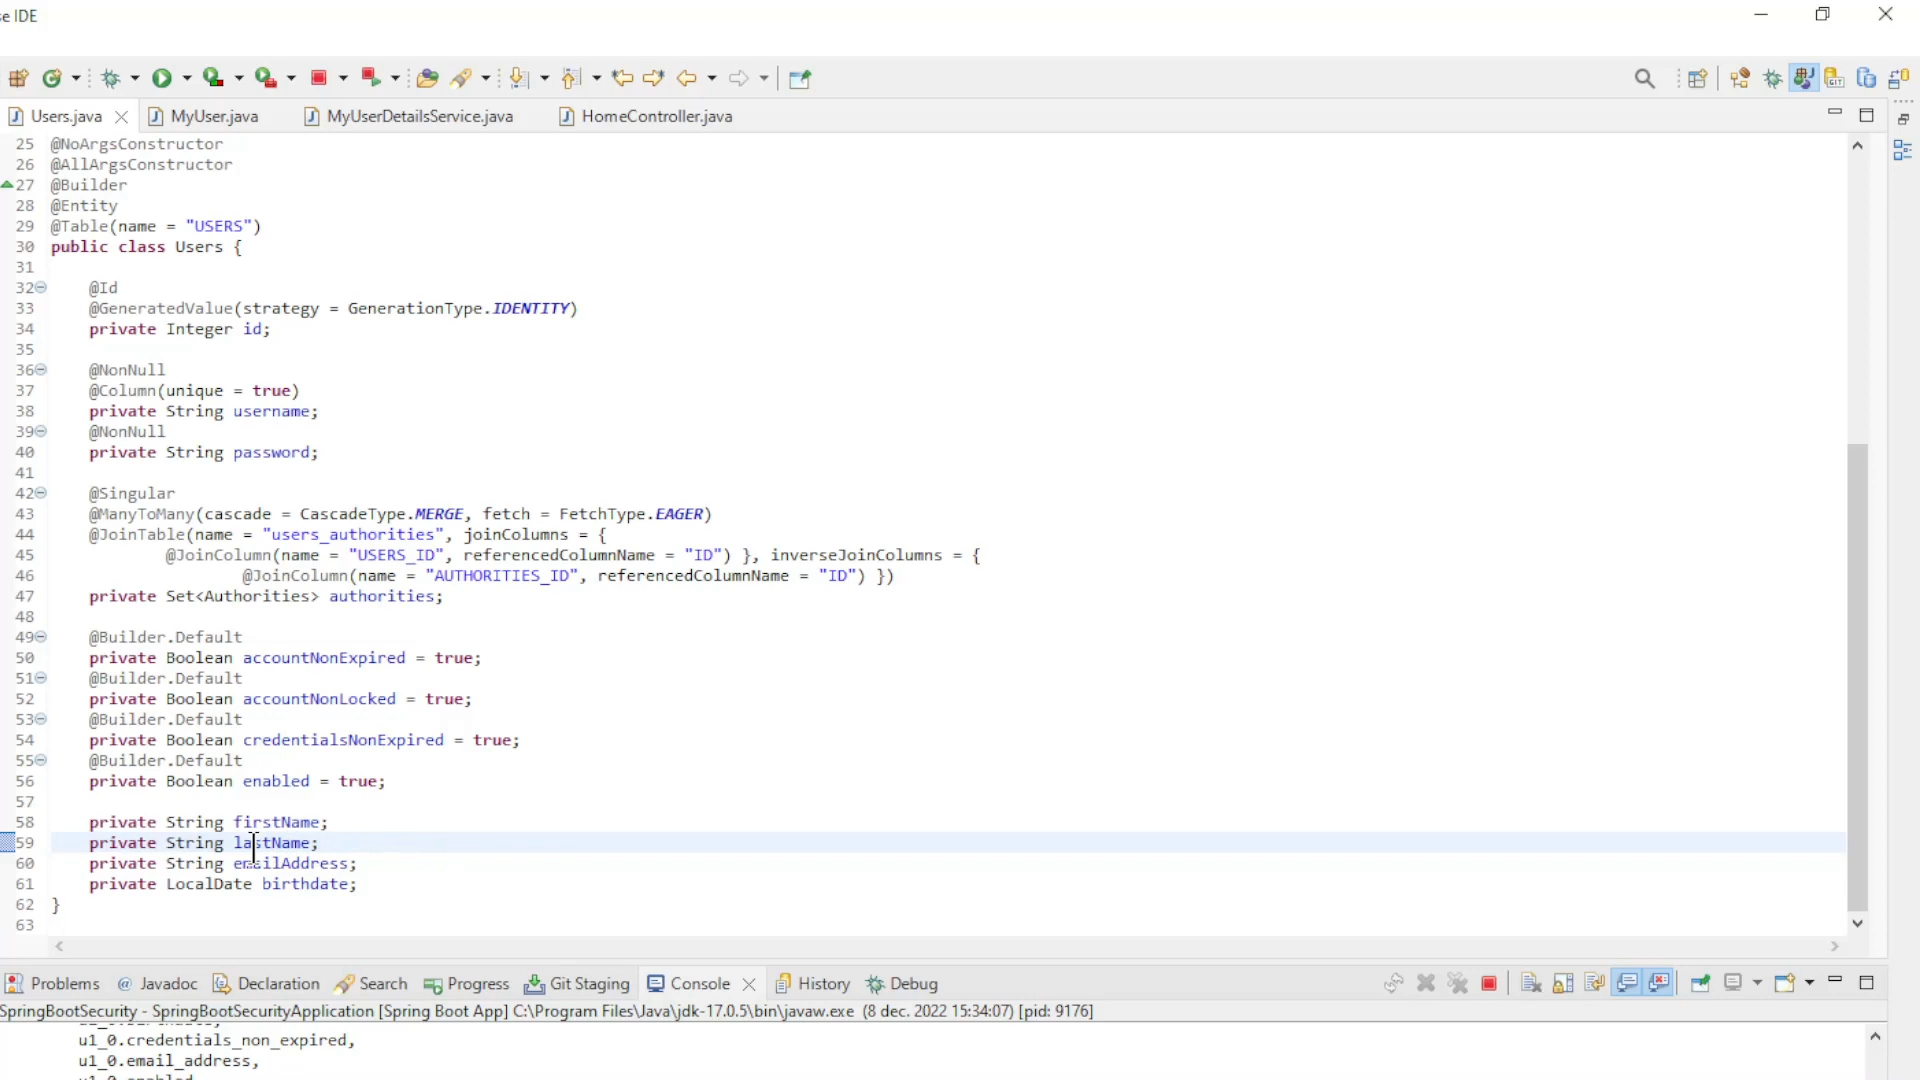 se IDE
Users.java
MyUser.java
MyUserDetailsService.java
HomeController.java
25 @NoArgsConstructor
26 @AllArgsConstructor
27 @Builder
28 @Entity
29 @Table(name = "USERS")
30 public class Users {
31
32 @Id
33 @GeneratedValue(strategy = GenerationType.IDENTITY)
34 private Integer id;
35
36 @NonNull
37 @Column(unique = true)
38 private String username;
39 @NonNull
40 private String password;
41
42 @Singular
43 @ManyToMany(cascade = CascadeType.MERGE, fetch = FetchType.EAGER)
44 @JoinTable(name = "users_authorities", joinColumns = {
45 @JoinColumn(name = "USERS_ID", referencedColumnName = "ID") }, inverseJoinColumns = {
46 @JoinColumn(name = "AUTHORITIES_ID", referencedColumnName = "ID") })
47 private Set<Authorities> authorities;
48
49 @Builder.Default
50 private Boolean accountNonExpired = true;
51 @Builder.Default
52 private Boolean accountNonLocked = true;
53 @Builder.Default
54 private Boolean credentialsNonExpired = true;
55 @Builder.Default
56 private Boolean enabled = true;
57
58 private String firstName;
59 private String lastName;
60 private String emailAddress;
61 private LocalDate birthdate;
62 }
63
Problems @ Javadoc Declaration Search Progress Git Staging Console History Debug
SpringBootSecurity - SpringBootSecurityApplication [Spring Boot App] C:\Program Files\Java\jdk-17.0.5\bin\javaw.exe (8 dec. 2022 15:34:07) [pid: 9176]
u1_0.credentials_non_expired,
u1_0.email_address,